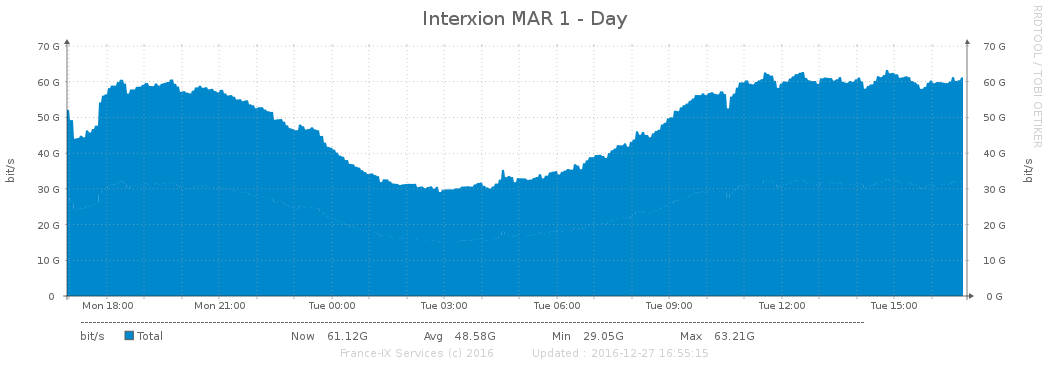 Interxion MAR 1 - Day
RRDTOOL / TOBI OETIKER
70 G 70 G
60 G 60 G
50 G 50 G
40 G 40 G
30 G 30 G
20 G 20 G
10 G 10 G
0 0 G
bit/s bit/s
Mon 18:00 Mon 21:00 Tue 00:00 Tue 03:00 Tue 06:00 Tue 09:00 Tue 12:00 Tue 15:00
bit/s Total Now 61.12G Avg 48.58G Min 29.05G Max 63.21G
France-IX Services (c) 2016 Updated : 2016-12-27 16:55:15